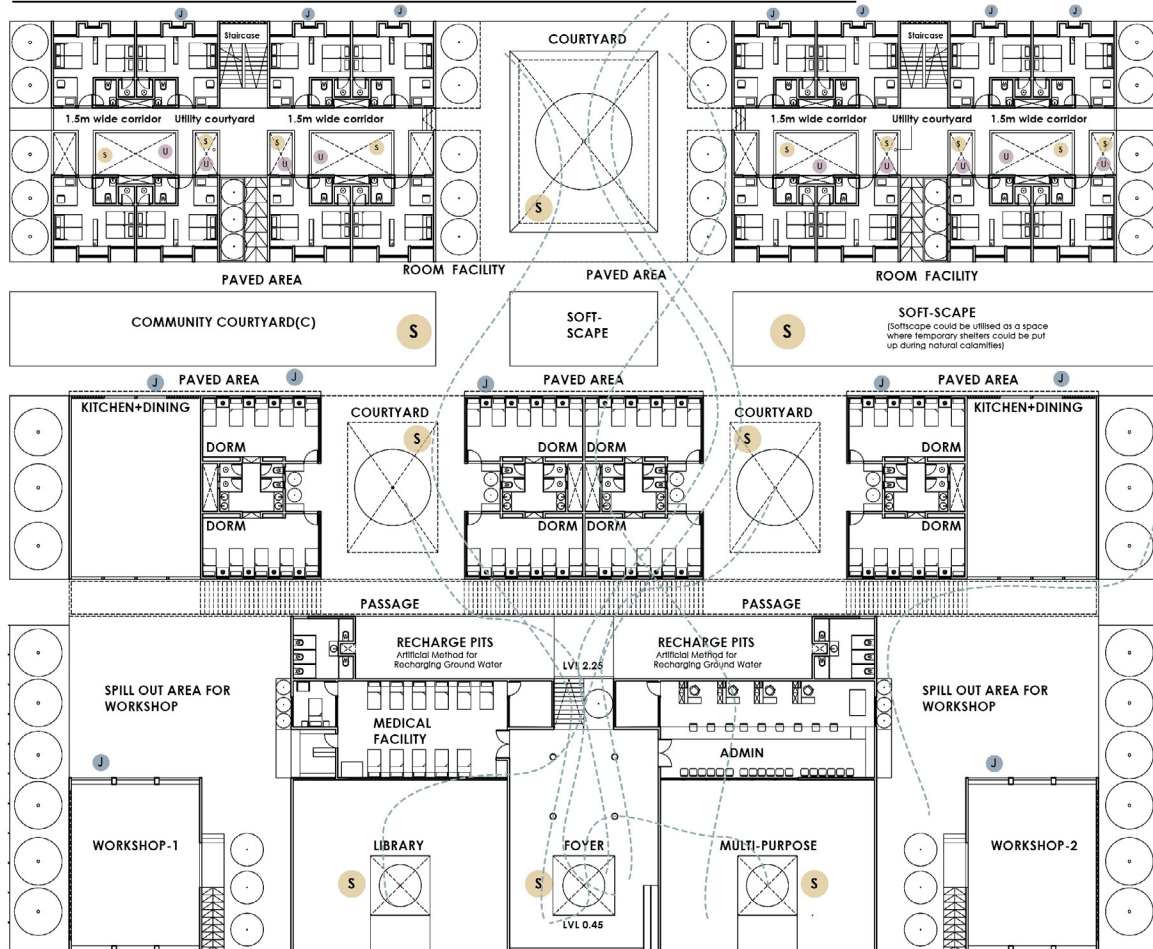 J
J
J
J
J
J
J
Staircase
COURTYARD
Staircase
1.5m wide corridor
Utility courtyard
1.5m wide corridor
1.5m wide corridor
Utility courtyard
1.5m wide corridor
S
U
S
U
S
U
U
S
S
U
S
U
S
U
S
U
S
S
U
S
PAVED AREA
ROOM FACILITY
PAVED AREA
ROOM FACILITY
COMMUNITY COURTYARD(C)
S
SOFT-
SCAPE
S
SOFT-SCAPE
(Softscape could be utilised as a space
where temporary shelters could be put
up during natural calamities)
J
PAVED AREA
J
J
PAVED AREA
J
PAVED AREA
J
KITCHEN+DINING
COURTYARD
COURTYARD
KITCHEN+DINING
S
S
DORM
DORM
DORM
DORM
DORM
DORM
DORM
DORM
PASSAGE
PASSAGE
RECHARGE PITS
Artificial Method for
Recharging Ground Water
RECHARGE PITS
Artificial Method for
Recharging Ground Water
LVL 2.25
SPILL OUT AREA FOR
WORKSHOP
MEDICAL
FACILITY
ADMIN
SPILL OUT AREA FOR
WORKSHOP
J
J
WORKSHOP-1
LIBRARY
FOYER
MULTI-PURPOSE
WORKSHOP-2
S
S
S
LVL 0.45